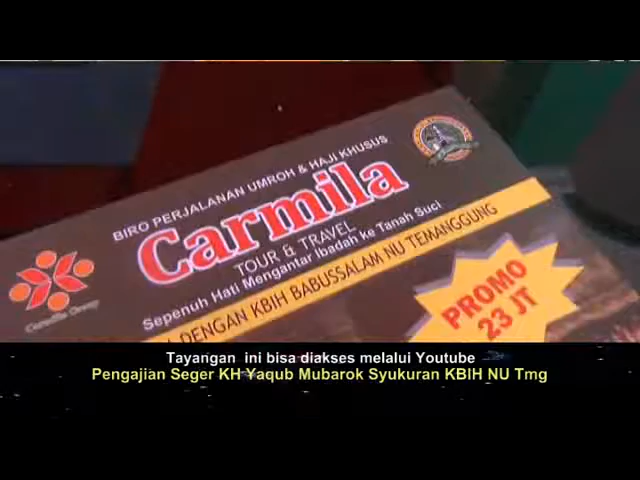 BIRO PERJALANAN UMROH & HAJI KHUSUS
Carmila
TOUR & TRAVEL
Sepenuh Hati Mengantar Ibadah ke Tanah Suci
DENGAN KBIH BABUSSALAM NU TEMANGGUNG
PROMO
23 JT
Tayangan ini bisa diakses melalui Youtube
Pengajian Seger KH Yaqub Mubarok Syukuran KBIH NU Tmg